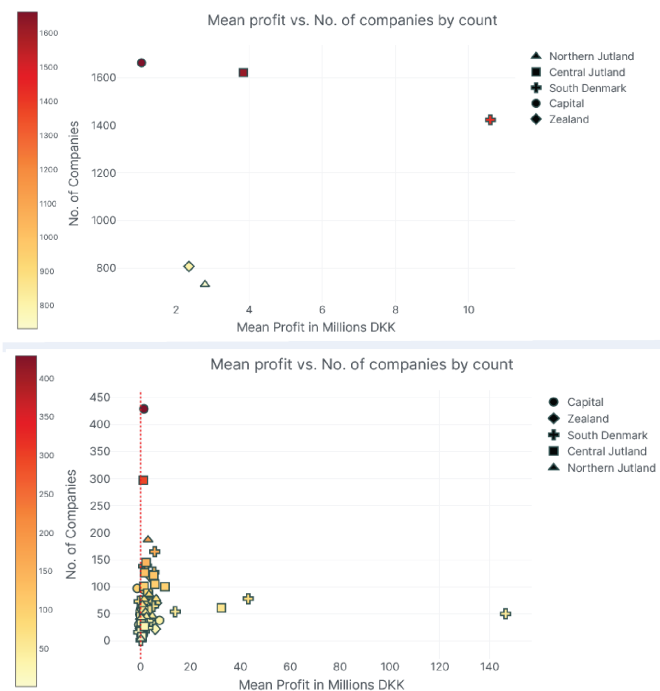 Mean profit vs. No. of companies by count
1600
1500
1400
1300
1200
1100
1000
900
800
No. of Companies
1600
1400
1200
1000
800
2 4 6 8 10
Mean Profit in Millions DKK
Northern Jutland
Central Jutland
South Denmark
Capital
Zealand
Mean profit vs. No. of companies by count
400
350
300
250
200
150
100
50
No. of Companies
450
400
350
300
250
200
150
100
50
0
0 20 40 60 80 100 120 140
Mean Profit in Millions DKK
Capital
Zealand
South Denmark
Central Jutland
Northern Jutland